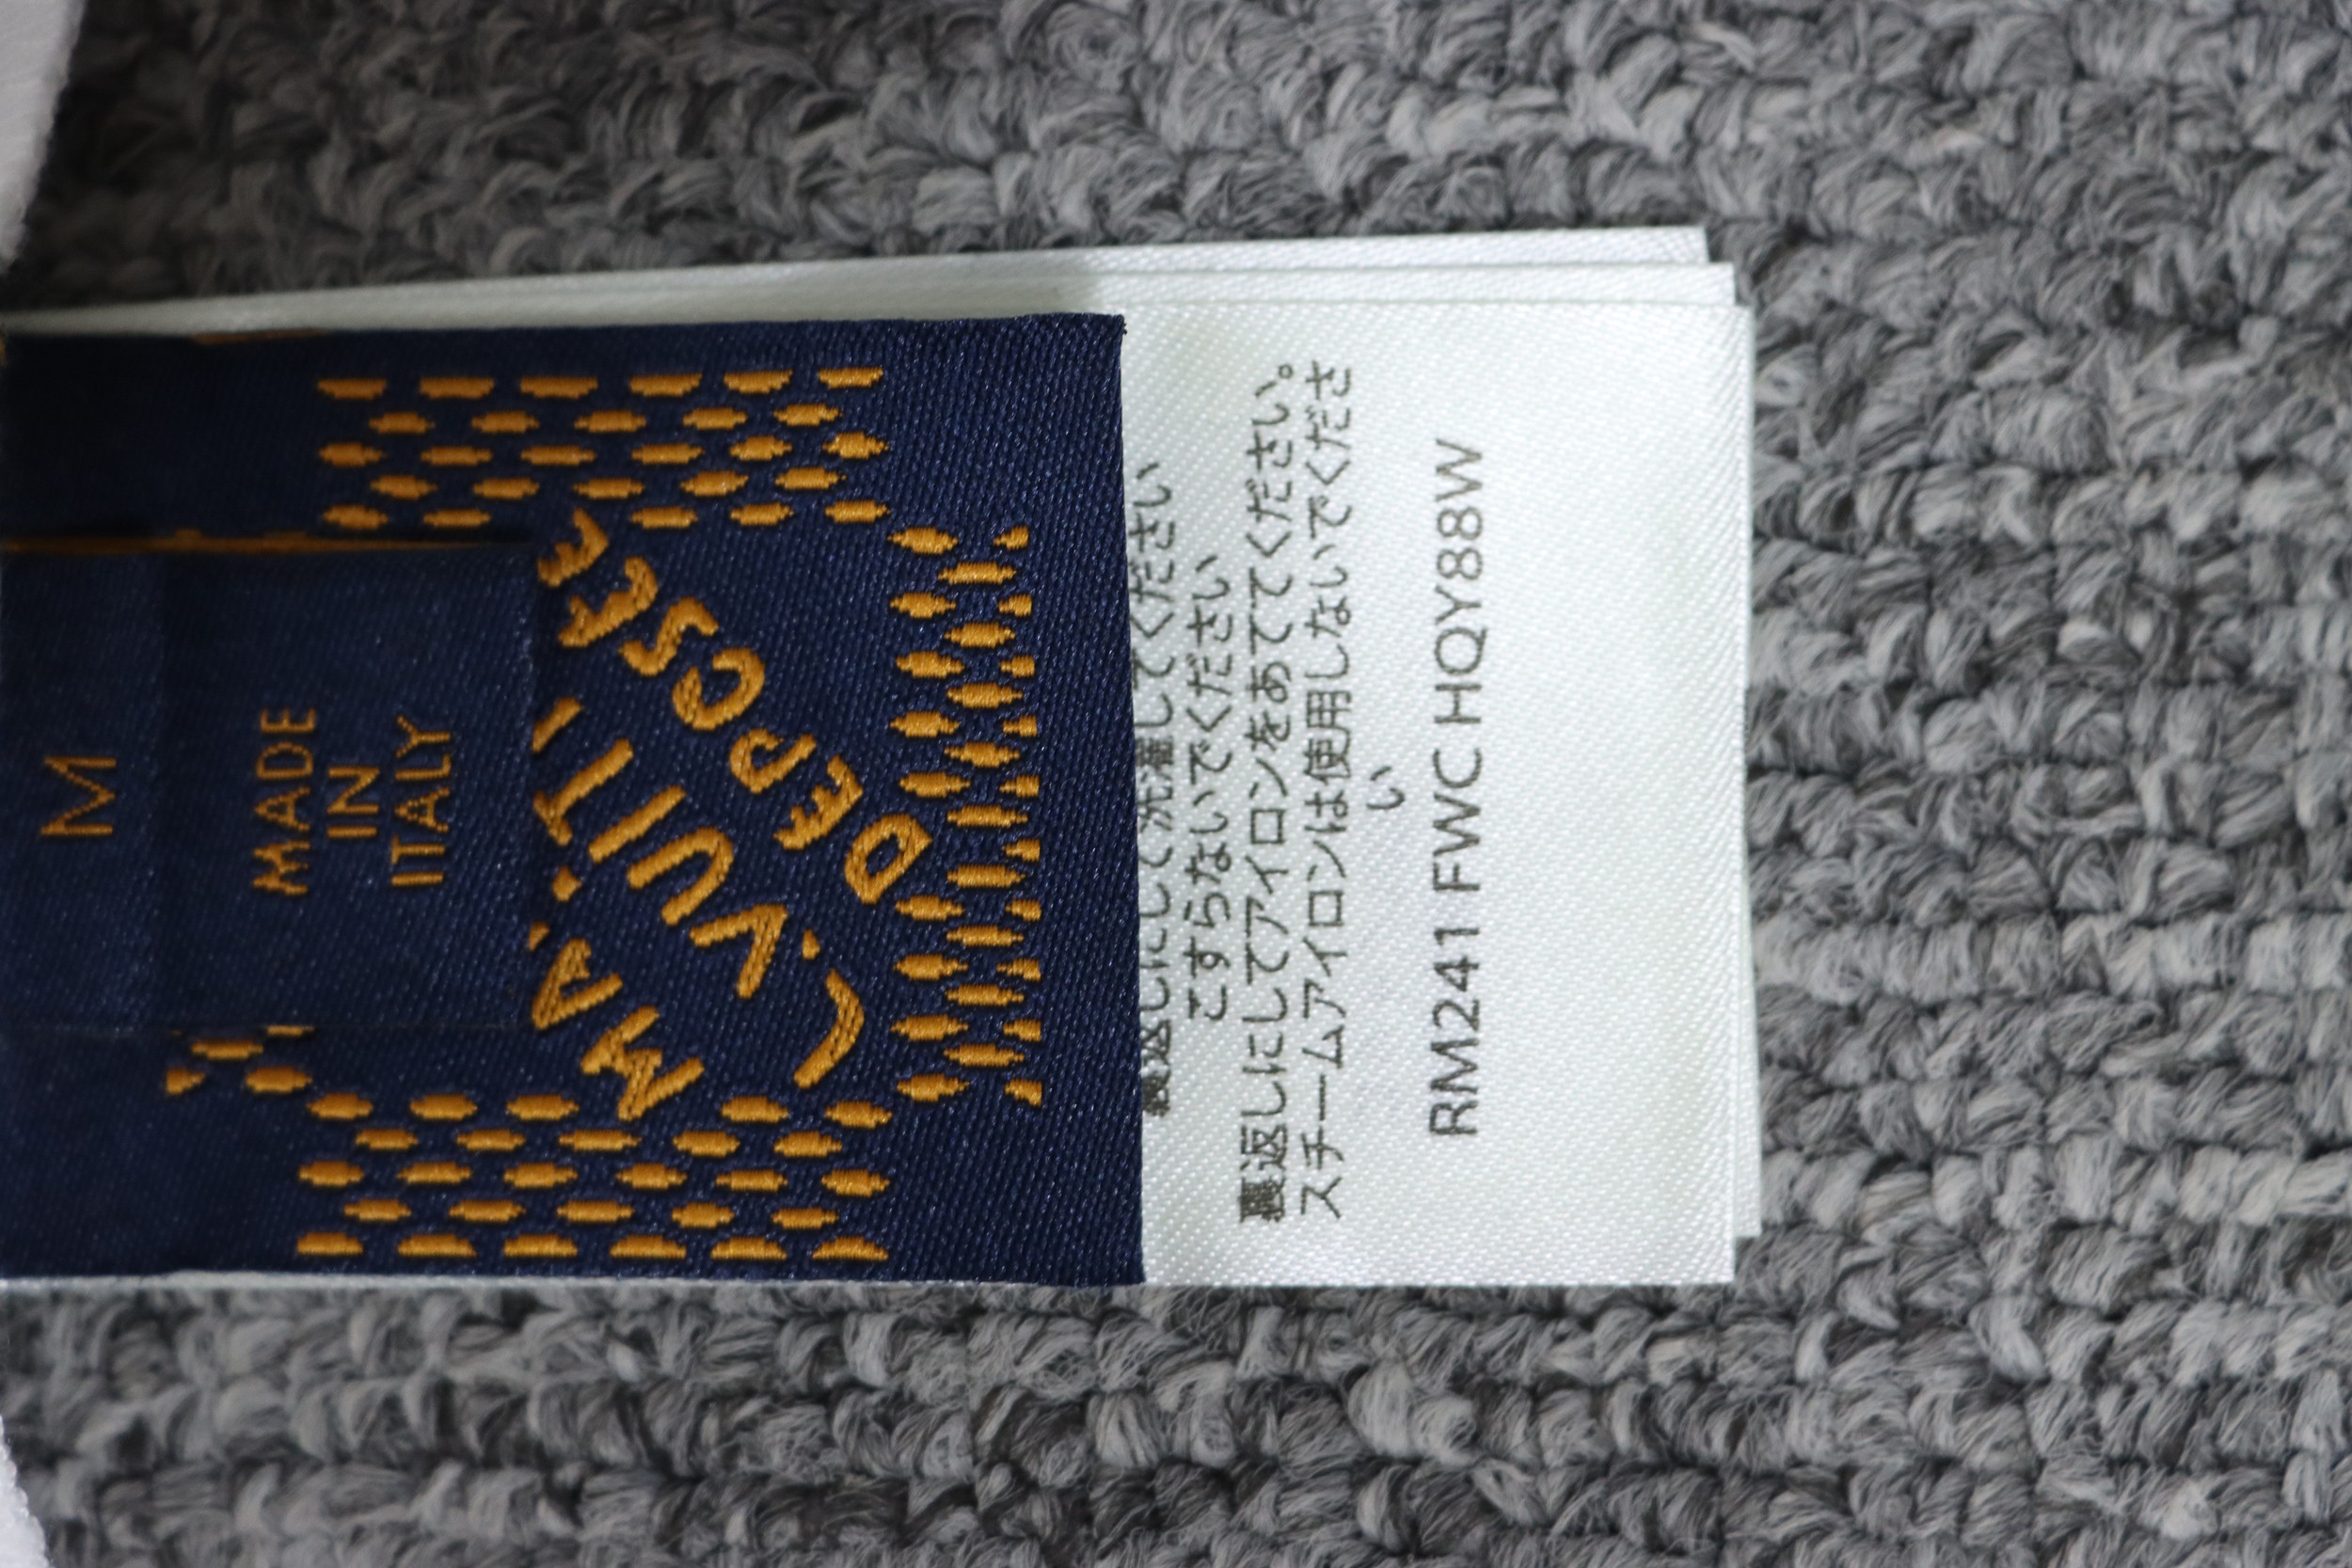 M
MADE
IN
ITALY
MA
L.VUITT
DEPCSE
裏返しにして洗濯してください
こすらないでください
裏返しにしてアイロンをあててください。
スチームアイロンは使用しないでくださ
い
RM241 FWC HQY88W